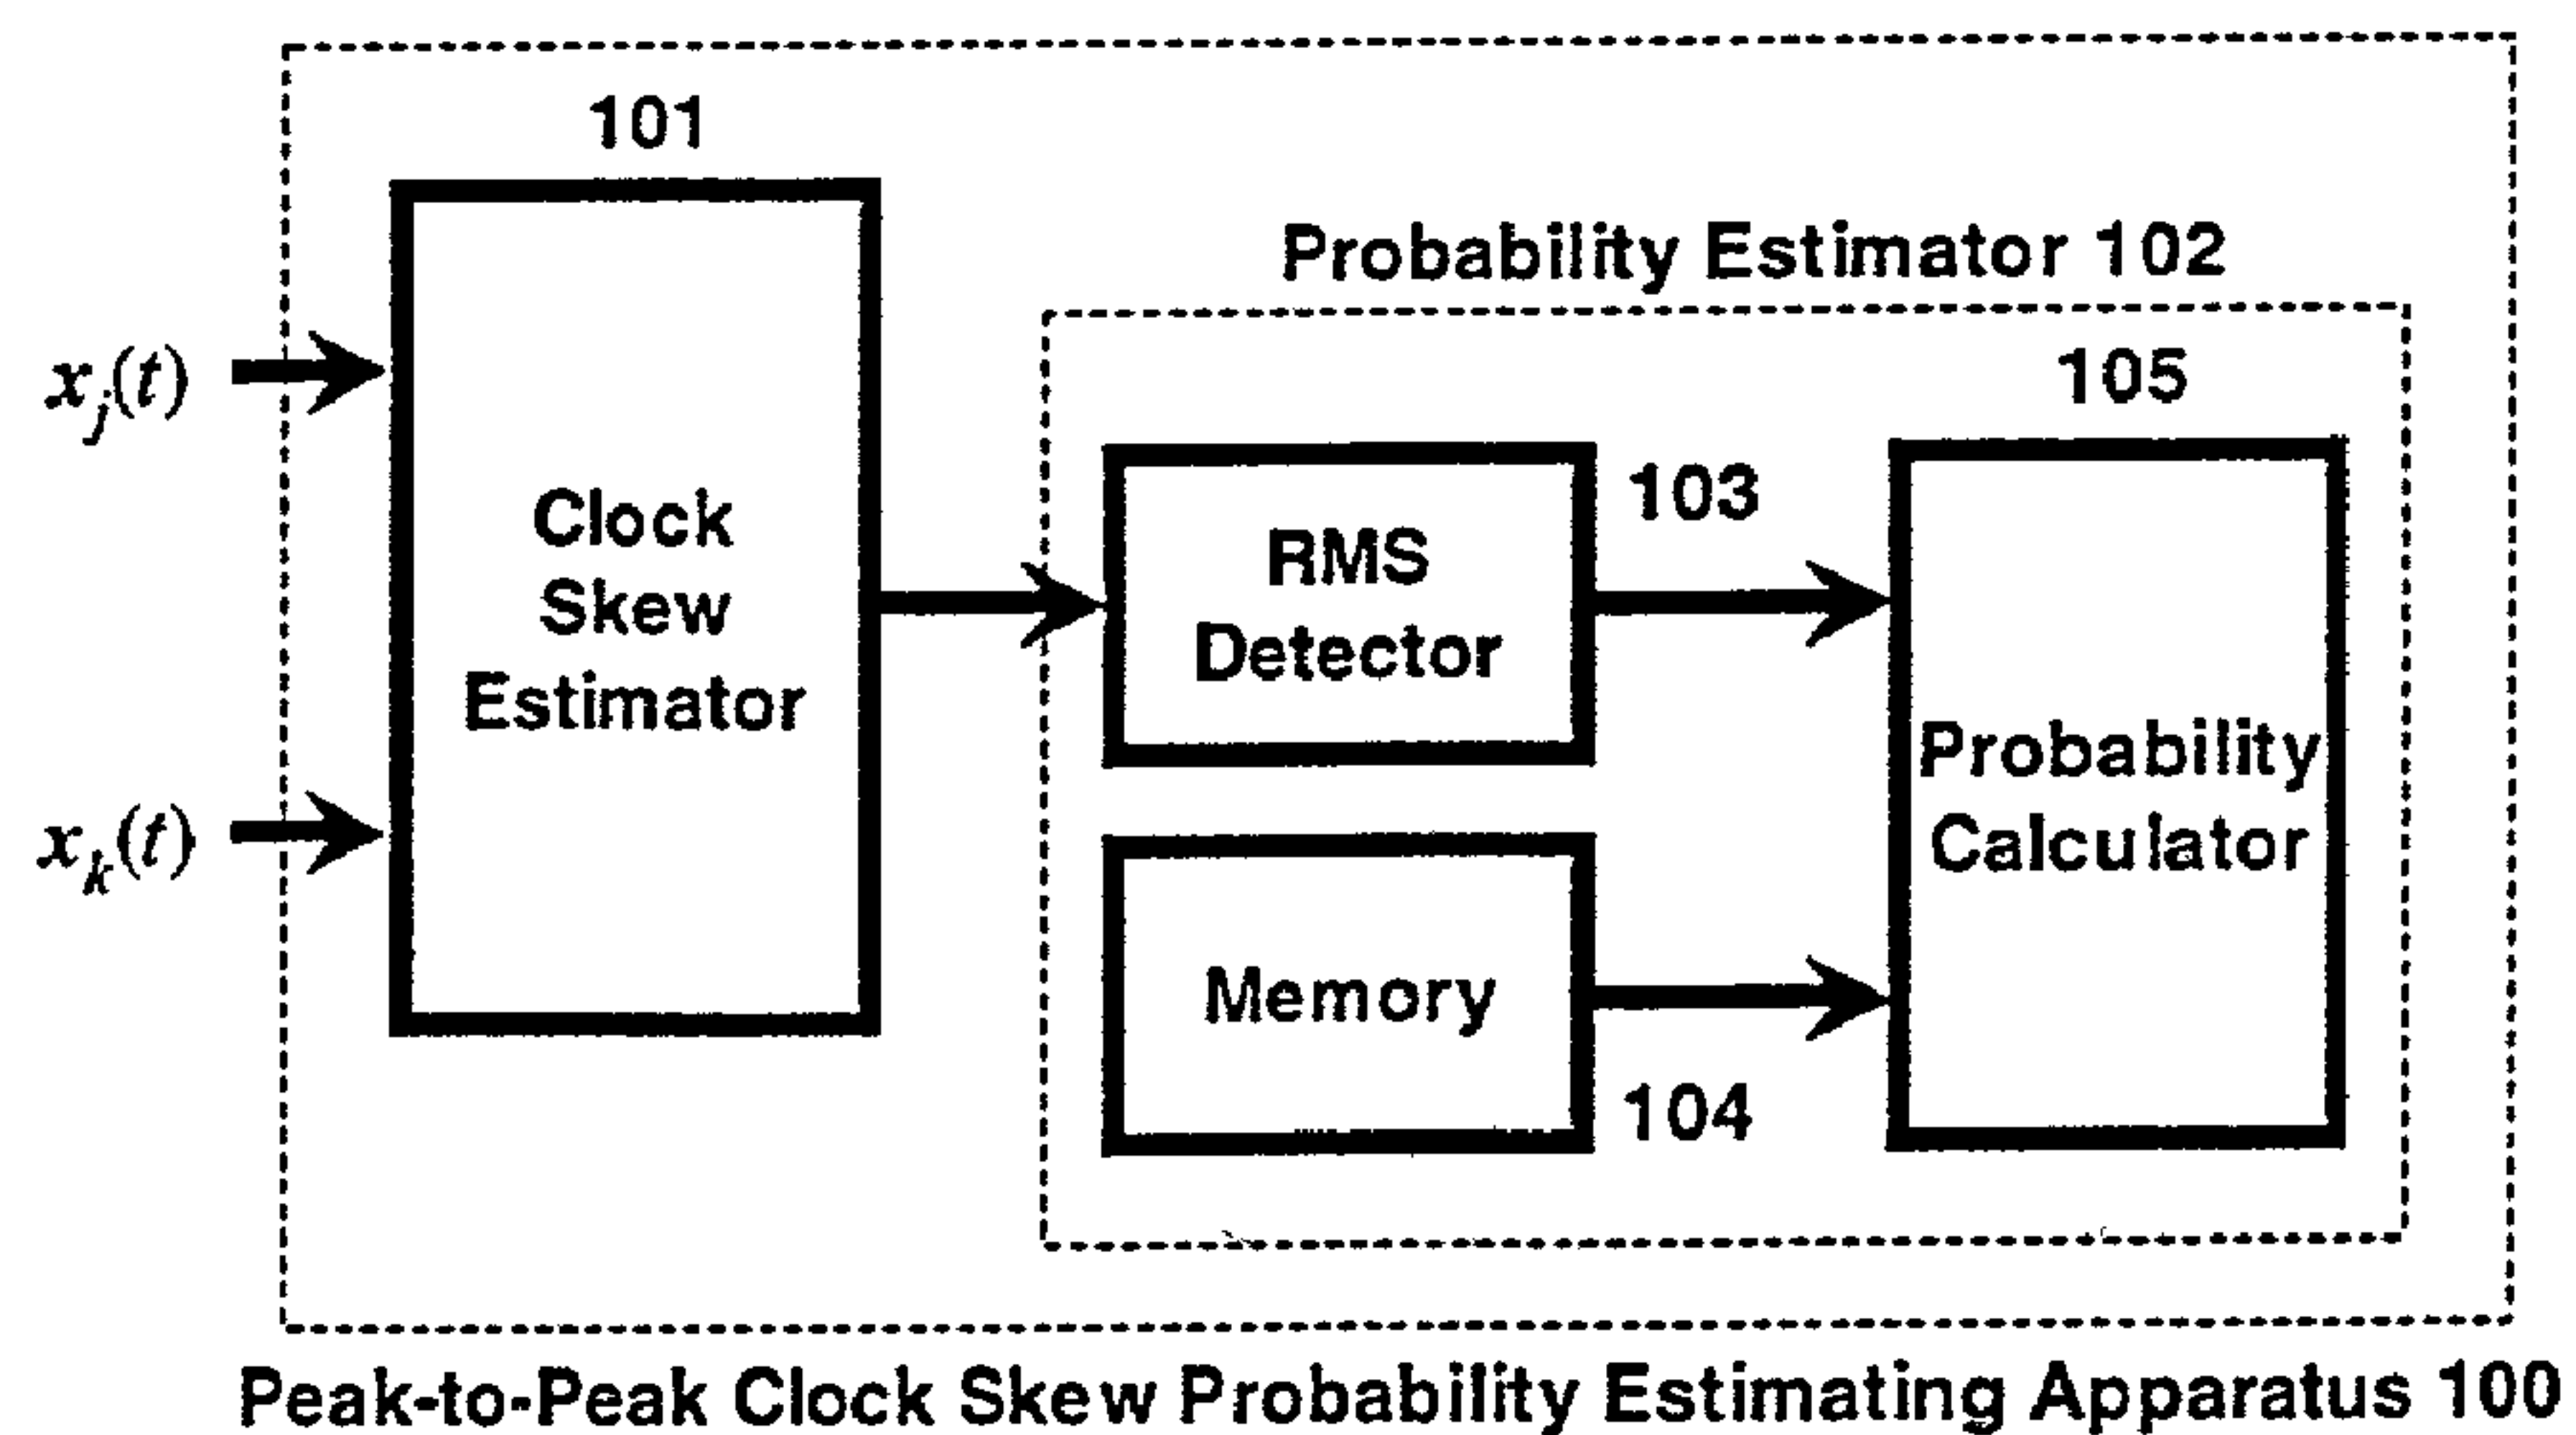 101
Probability Estimator 102
105
x_j(t)
103
Clock
Skew
Estimator
RMS
Detector
Probability
Calculator
x_k(t)
Memory
104
Peak-to-Peak Clock Skew Probability Estimating Apparatus 100